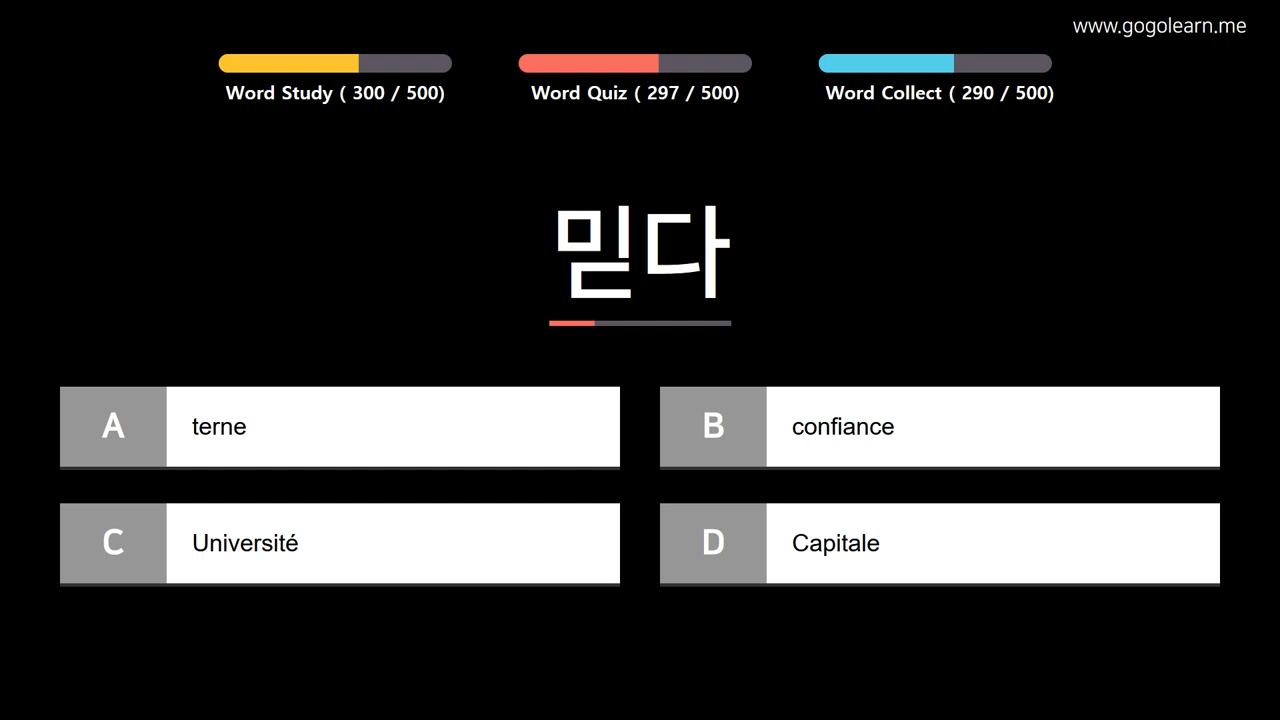 www.gogolearn.me
Word Study ( 300 / 500)
Word Quiz ( 297 / 500)
Word Collect ( 290 / 500)
믿다
A terne
B confiance
C Université
D Capitale